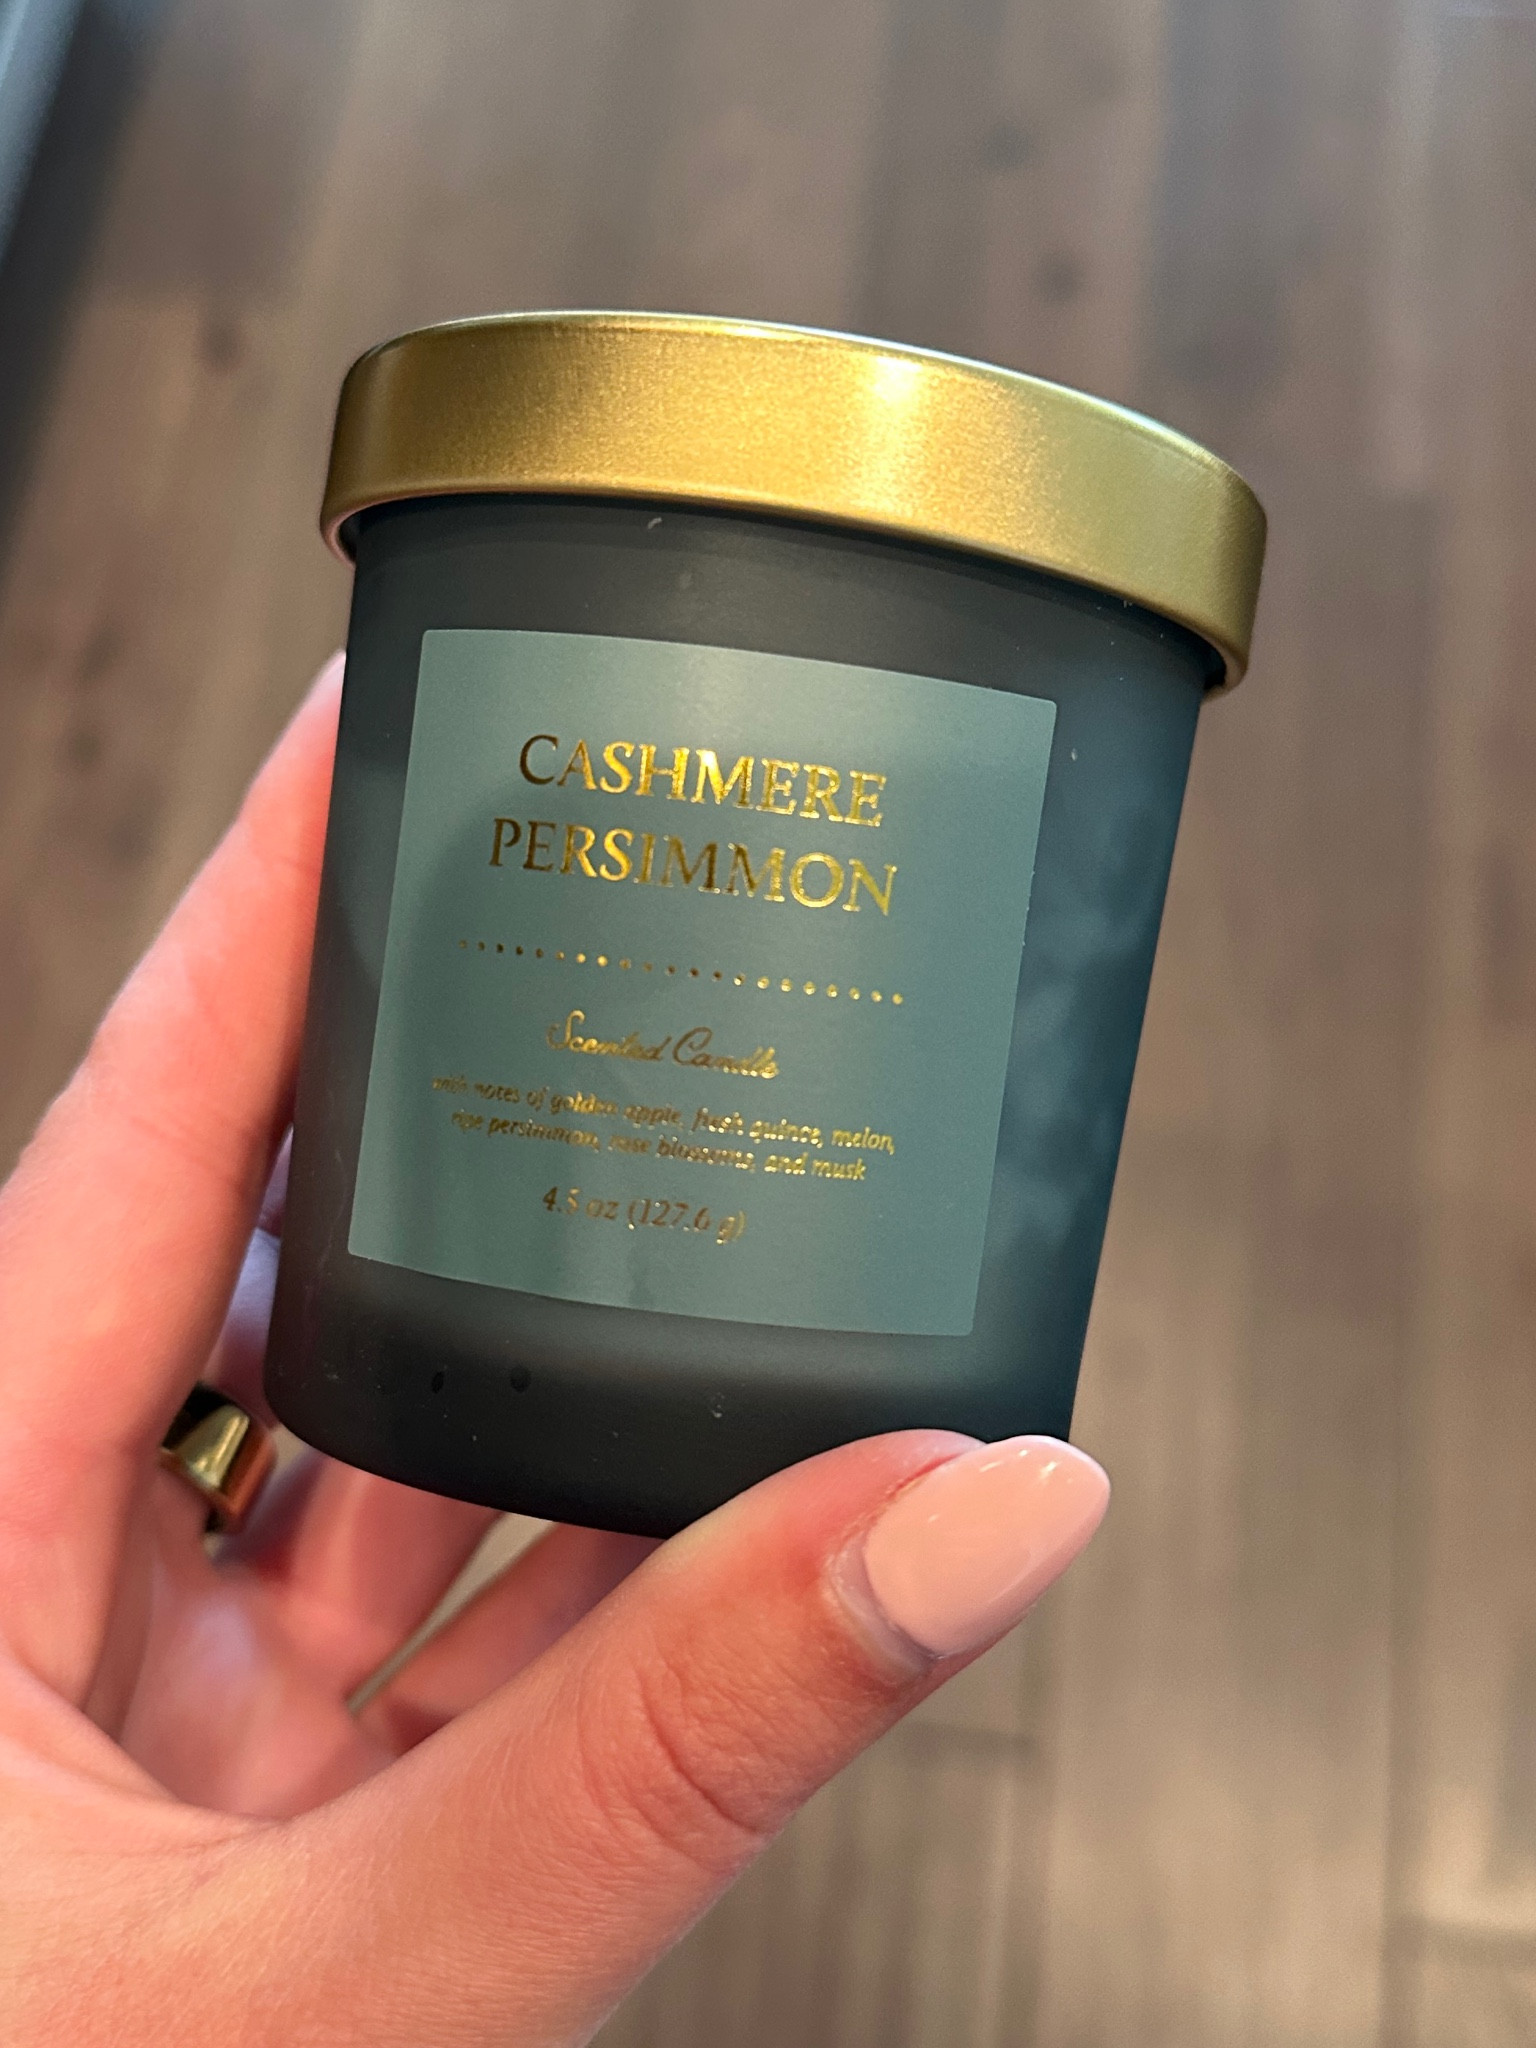 CASHMERE
PERSIMMON
Scented Candle
with notes of golden apple, fresh quince, melon,
ripe persimmon, rose blossoms, and musk
4.5 oz (127.6 g)